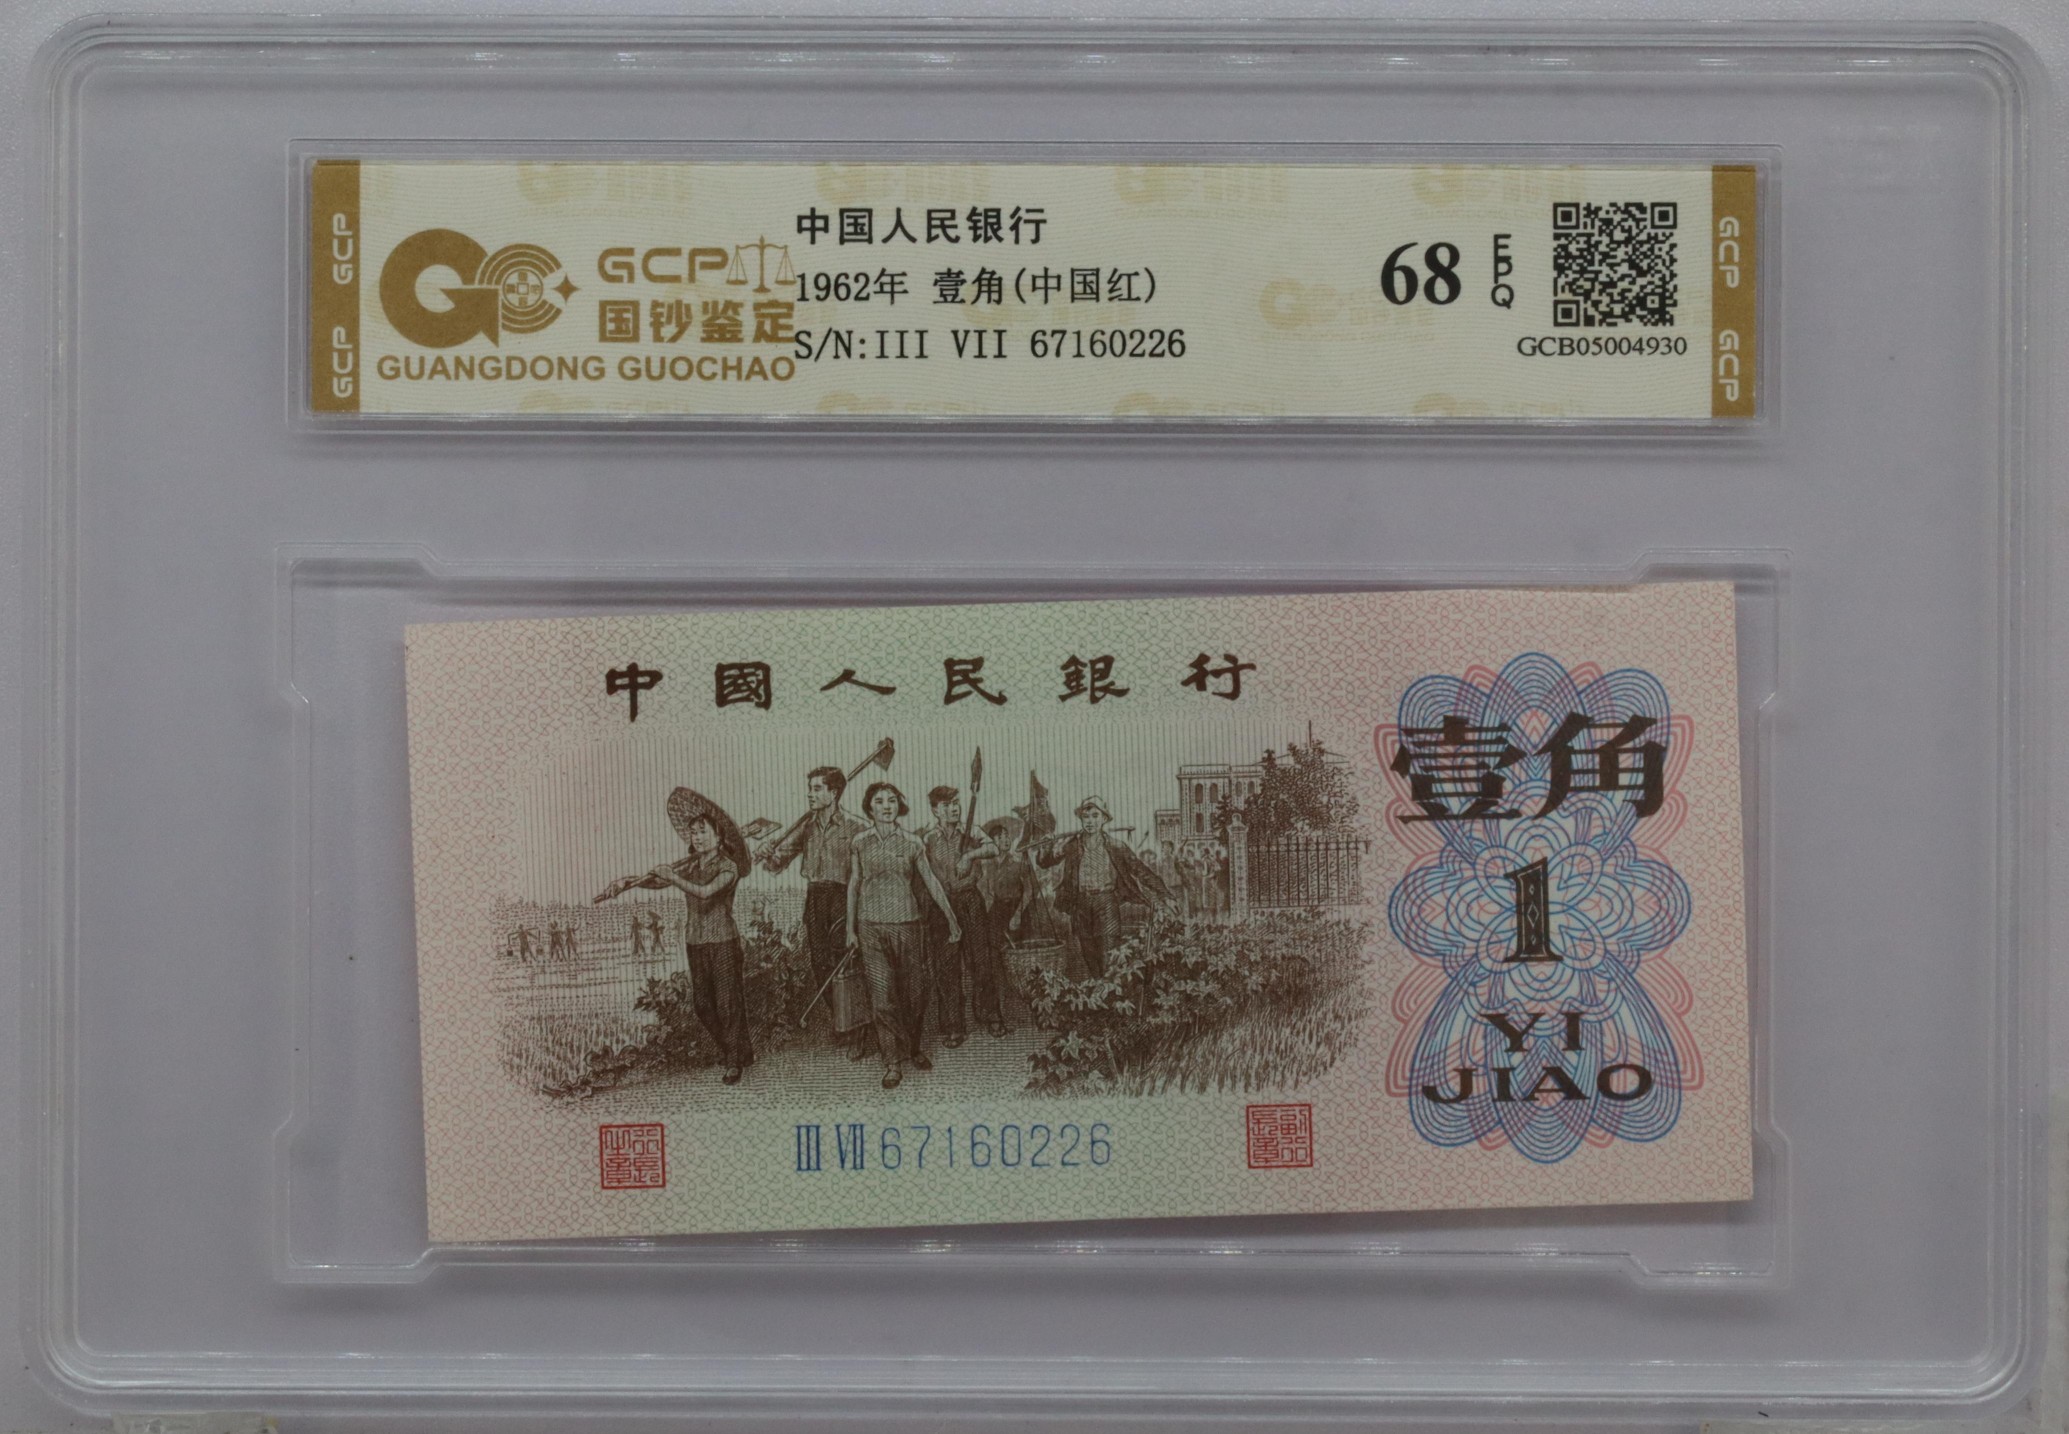 GCP
GCP
GCP
国钞鉴定
GUANGDONG GUOCHAO
中国人民银行
1962年 壹角(中国红)
S/N:III VII 67160226
68
EPQ
GCB05004930
GCP
GCP
中國人民銀行
壹角
1
YI
JIAO
III VII 67160226